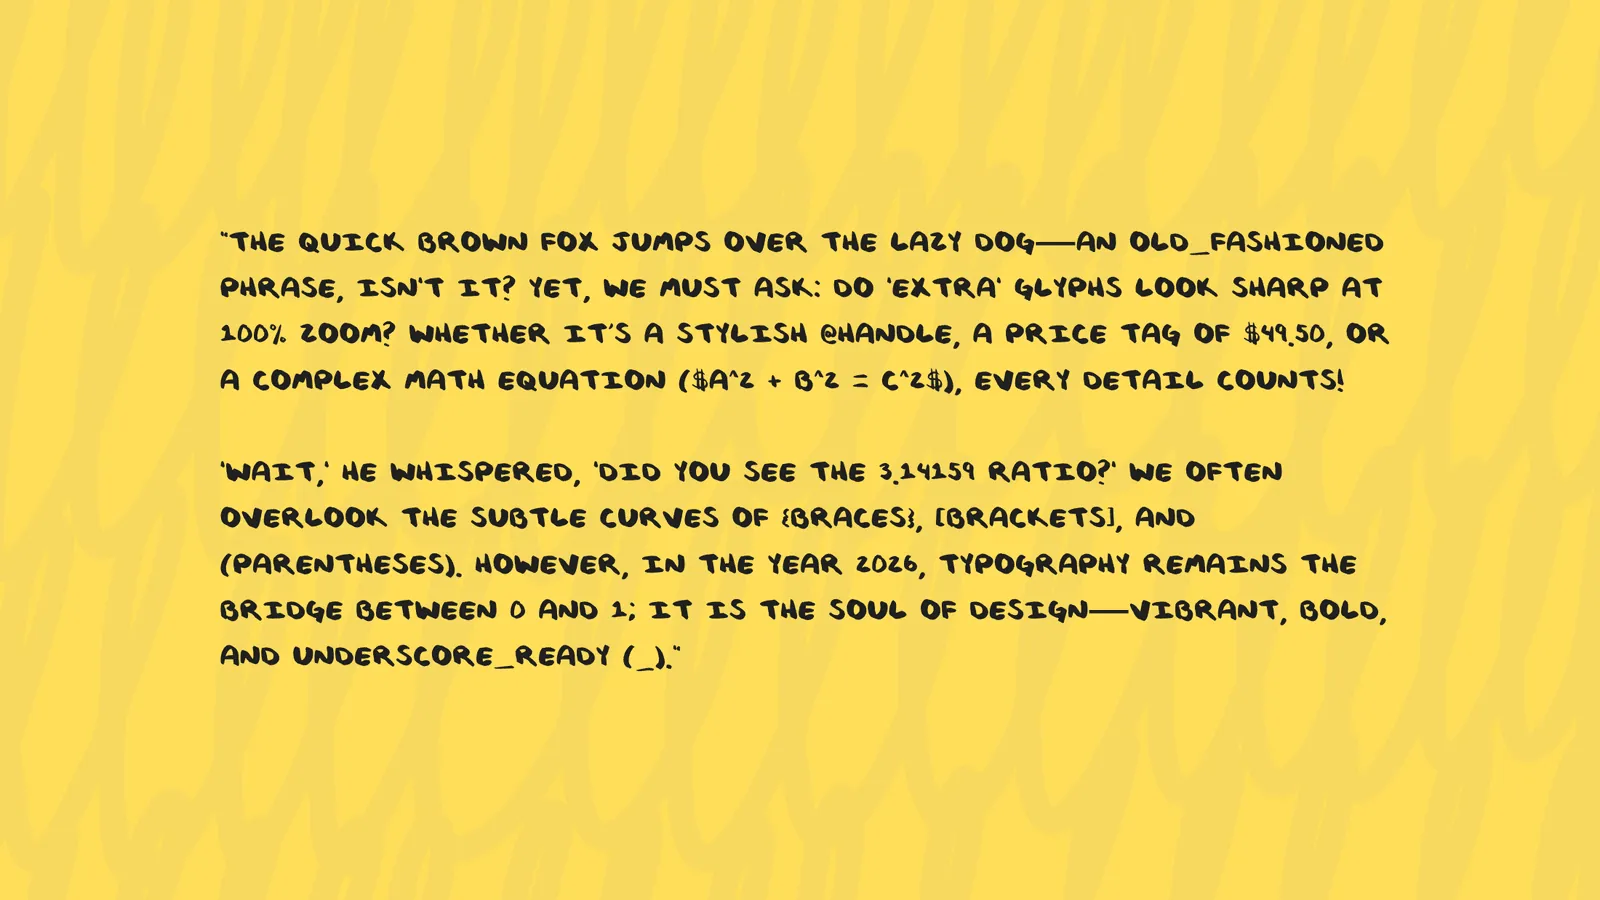 "THE QUICK BROWN FOX JUMPS OVER THE LAZY DOG—AN OLD_FASHIONED
PHRASE, ISN'T IT? YET, WE MUST ASK: DO 'EXTRA' GLYPHS LOOK SHARP AT
100% ZOOM? WHETHER IT'S A STYLISH @HANDLE, A PRICE TAG OF $49.50, OR
A COMPLEX MATH EQUATION ($A^2 + B^2 = C^2$), EVERY DETAIL COUNTS!
'WAIT,' HE WHISPERED, 'DID YOU SEE THE 3.14159 RATIO?' WE OFTEN
OVERLOOK THE SUBTLE CURVES OF {BRACES}, [BRACKETS], AND
(PARENTHESES). HOWEVER, IN THE YEAR 2026, TYPOGRAPHY REMAINS THE
BRIDGE BETWEEN 0 AND 1; IT IS THE SOUL OF DESIGN—VIBRANT, BOLD,
AND UNDERSCORE_READY (_)."